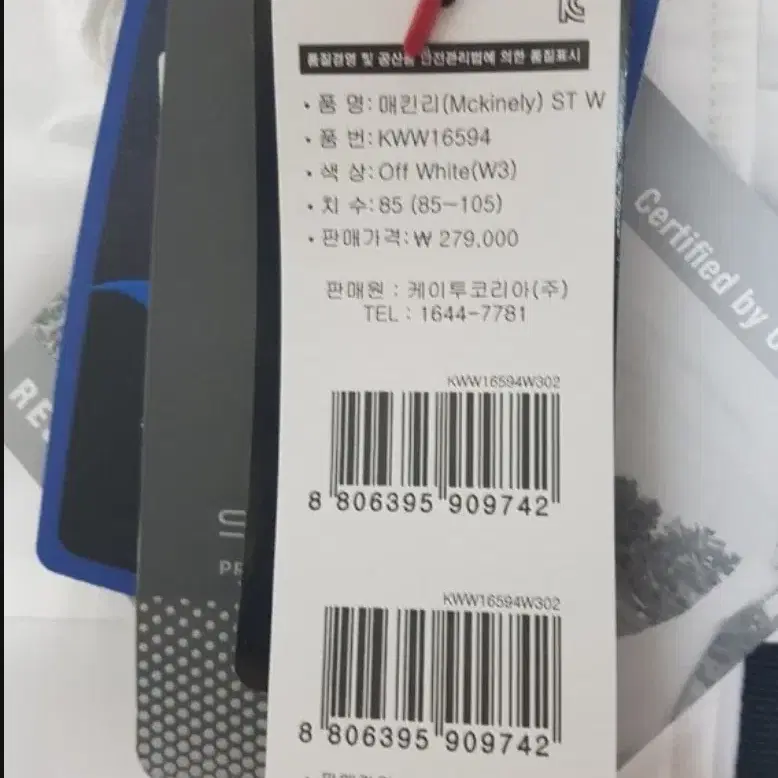 품질경영 및 공산품 안전관리법에 의한 품질표시
· 품 명: 매킨리(Mckinely) ST W
· 품 번: KWW16594
· 색 상: Off White(W3)
· 치 수: 85 (85-105)
· 판매가격: ₩ 279,000
판매원 : 케이투코리아(주)
TEL : 1644-7781
KWW16594W302
8 806395 909742
KWW16594W302
8 806395 909742
Certified by